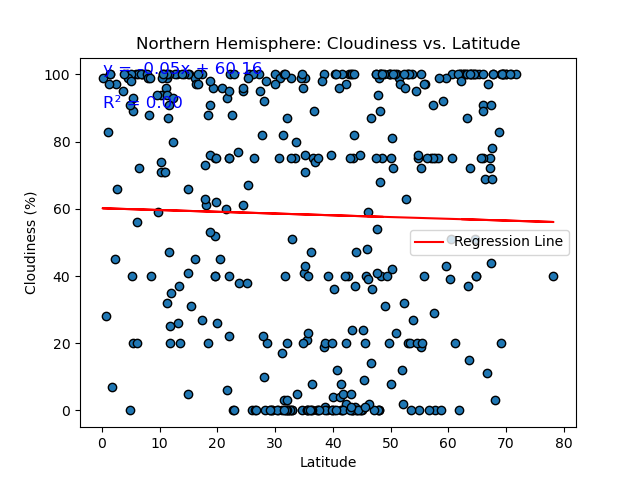 Northern Hemisphere: Cloudiness vs. Latitude
y = -0.05x + 60.16
R² = 0.00
100
80
60
40
20
0
Cloudiness (%)
Regression Line
0 10 20 30 40 50 60 70 80
Latitude